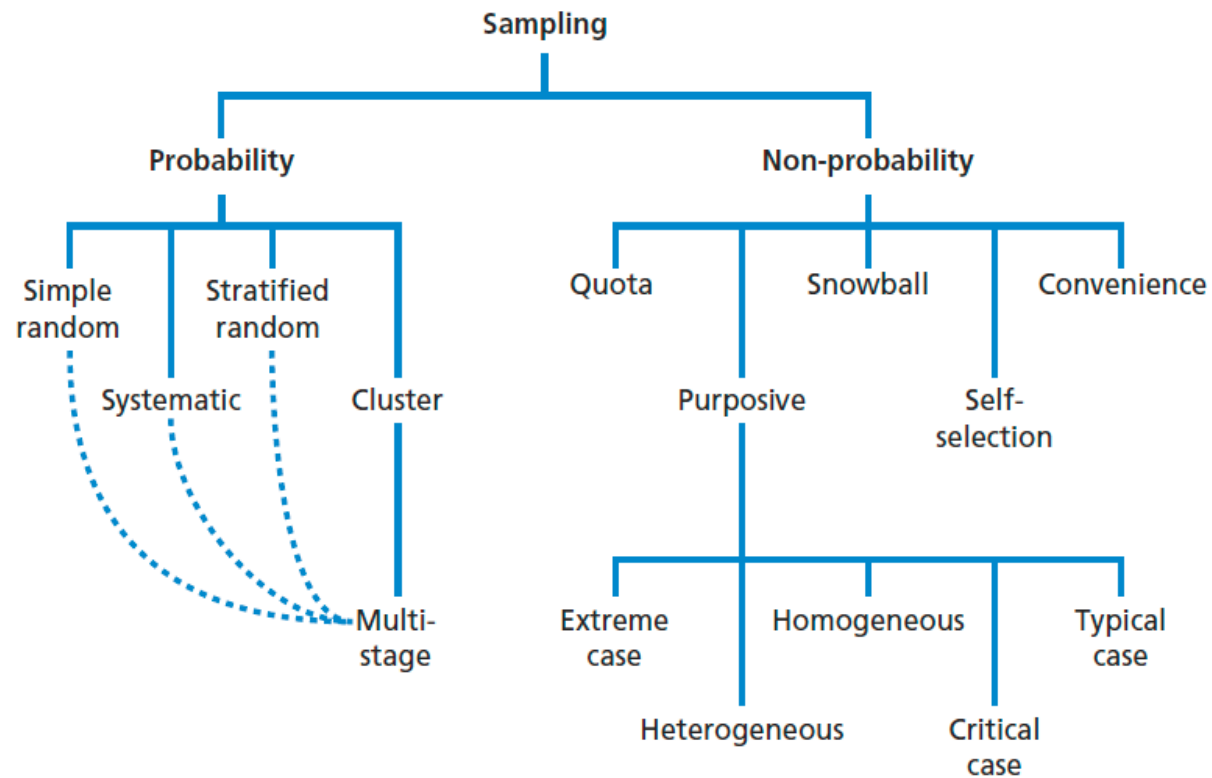 Sampling
Probability
Non-probability
Simple
random
Stratified
random
Systematic
Cluster
Multi-
stage
Quota
Snowball
Convenience
Purposive
Self-
selection
Extreme
case
Homogeneous
Typical
case
Heterogeneous
Critical
case